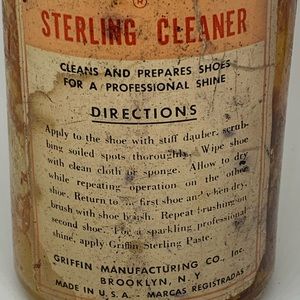 ®
STERLING CLEANER
CLEANS AND PREPARES SHOES
FOR A PROFESSIONAL SHINE
DIRECTIONS
Apply to the shoe with stiff dauber, scrub-
bing soiled spots thoroughly. Wipe shoe
with clean cloth or sponge. Allow to dry
while repeating operation on the other
shoe. Return to first shoe and when dry,
brush with shoe brush. Repeat brushing on
second shoe. For a sparkling professional
shine, apply Griffin Sterling Paste.
GRIFFIN MANUFACTURING CO., Inc.
BROOKLYN, N. Y.
MADE IN U. S. A. - MARCAS REGISTRADAS